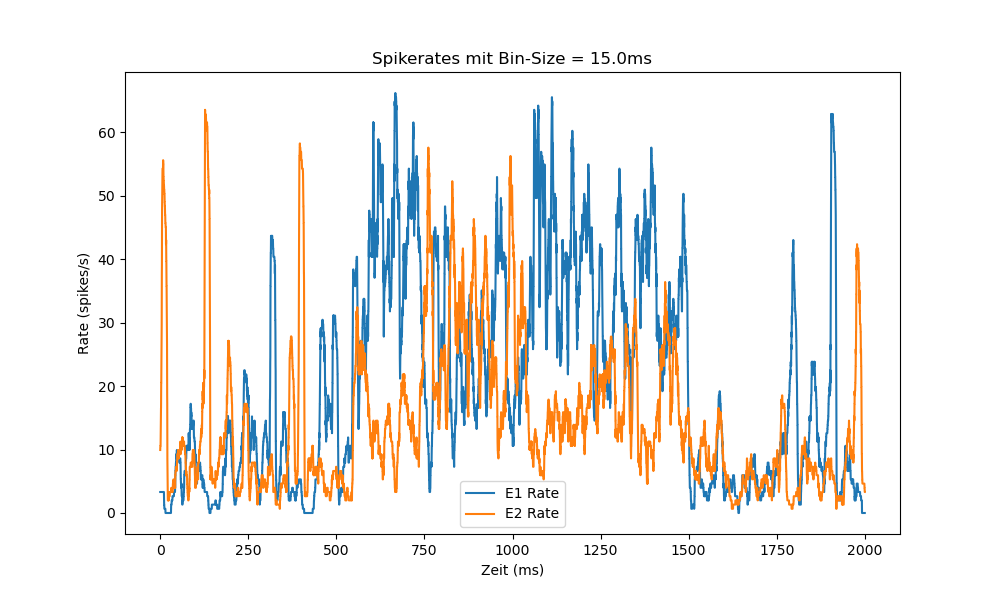 Spikerates mit Bin-Size = 15.0ms
Rate (spikes/s)
60
50
40
30
20
10
0
E1 Rate
E2 Rate
0 250 500 750 1000 1250 1500 1750 2000
Zeit (ms)